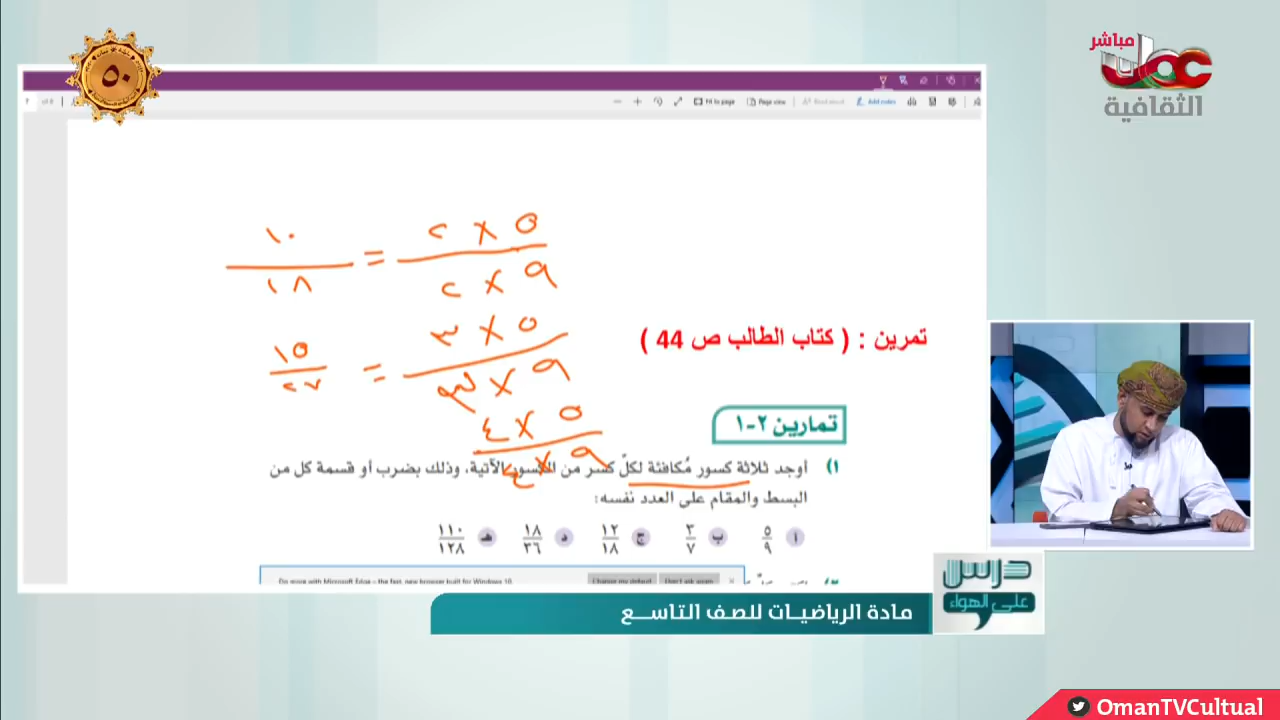 مباشر
عمان
الثقافية
٥٠
Fit to page
Page view
Read aloud
Add notes
١٠/١٨ = ٢ × ٥/٢ × ٩
١٥/٢٧ = ٣ × ٥/٣ × ٩
٤ × ٥/٤ × ٩
تمرين : ( كتاب الطالب ص 44 )
تمارين ٢-١
١) أوجد ثلاثة كسور مُكافئة لكلّ كسر من الكسور الآتية، وذلك بضرب أو قسمة كل من
البسط والمقام على العدد نفسه:
أ ٥/٩ ب ٣/٧ ج ١٢/١٨ د ١٨/٣٦ هـ ١١٠/١٢٨
Do more with Microsoft Edge – the fast, new browser built for Windows 10.
Change my default
Don't ask again
درس
على الهواء
مادة الرياضيات للصف التاسع
OmanTVCultual